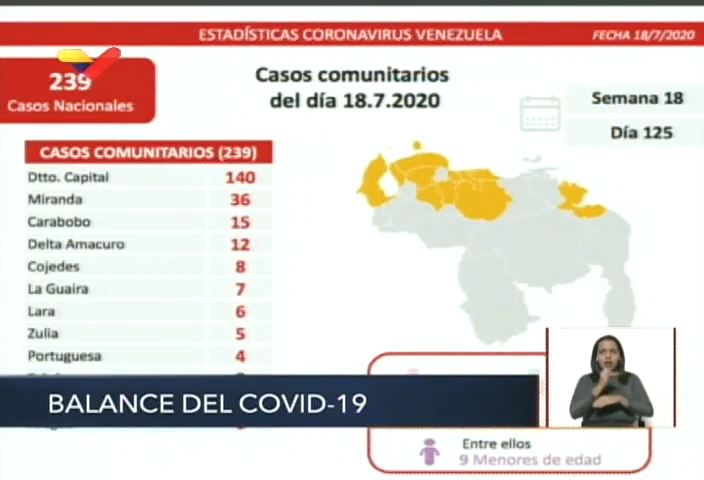 ESTADÍSTICAS CORONAVIRUS VENEZUELA
FECHA 18/7/2020
239
Casos Nacionales
Casos comunitarios
del día 18.7.2020
Semana 18
Día 125
CASOS COMUNITARIOS (239)
Dtto. Capital 140
Miranda 36
Carabobo 15
Delta Amacuro 12
Cojedes 8
La Guaira 7
Lara 6
Zulia 5
Portuguesa 4
BALANCE DEL COVID-19
Entre ellos
9 Menores de edad